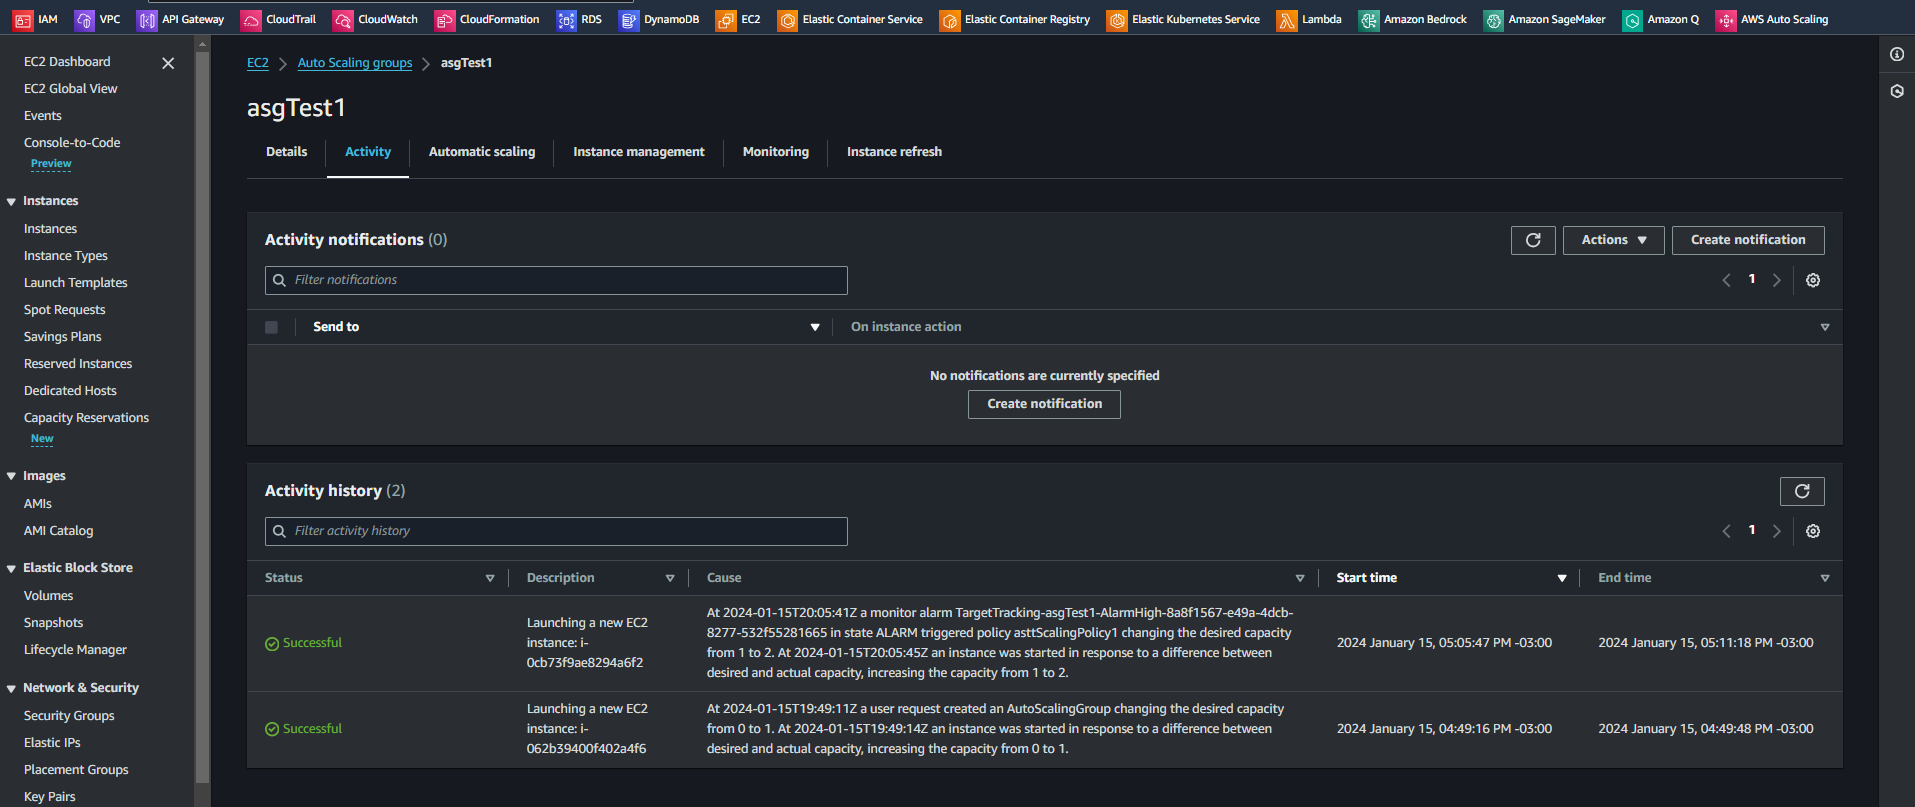 IAM VPC API Gateway CloudTrail CloudWatch CloudFormation RDS DynamoDB EC2 Elastic Container Service Elastic Container Registry Elastic Kubernetes Service Lambda Amazon Bedrock Amazon SageMaker Amazon Q AWS Auto Scaling
EC2 Dashboard
EC2 Global View
Events
Console-to-Code
Preview
Instances
Instances
Instance Types
Launch Templates
Spot Requests
Savings Plans
Reserved Instances
Dedicated Hosts
Capacity Reservations
New
Images
AMIs
AMI Catalog
Elastic Block Store
Volumes
Snapshots
Lifecycle Manager
Network & Security
Security Groups
Elastic IPs
Placement Groups
Key Pairs
EC2 Auto Scaling groups asgTest1
asgTest1
Details Activity Automatic scaling Instance management Monitoring Instance refresh
Activity notifications (0)
Actions Create notification
Filter notifications
1
Send to On instance action
No notifications are currently specified
Create notification
Activity history (2)
Filter activity history
1
Status Description Cause Start time End time
Successful
Launching a new EC2
instance: i-
0cb73f9ae8294a6f2
At 2024-01-15T20:05:41Z a monitor alarm TargetTracking-asgTest1-AlarmHigh-8a8f1567-e49a-4dcb-
8277-532f55281665 in state ALARM triggered policy asttScalingPolicy1 changing the desired capacity
from 1 to 2. At 2024-01-15T20:05:45Z an instance was started in response to a difference between
desired and actual capacity, increasing the capacity from 1 to 2.
2024 January 15, 05:05:47 PM -03:00
2024 January 15, 05:11:18 PM -03:00
Successful
Launching a new EC2
instance: i-
062b39400f402a4f6
At 2024-01-15T19:49:11Z a user request created an AutoScalingGroup changing the desired capacity
from 0 to 1. At 2024-01-15T19:49:14Z an instance was started in response to a difference between
desired and actual capacity, increasing the capacity from 0 to 1.
2024 January 15, 04:49:16 PM -03:00
2024 January 15, 04:49:48 PM -03:00